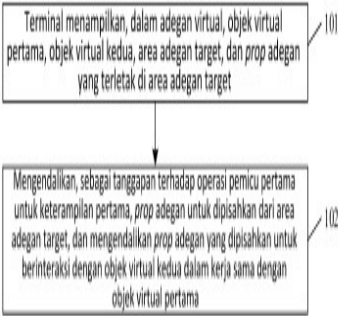 Terminal menampilkan, dalam adegan virtual, objek virtual
pertama, objek virtual kedua, area adegan target, dan prop adegan
yang terletak di area adegan target
101
Mengendalikan, sebagai tanggapan terhadap operasi pemicu pertama
untuk keterampilan pertama, prop adegan untuk dipisahkan dari area
adegan target, dan mengendalikan prop adegan yang dipisahkan untuk
berinteraksi dengan objek virtual kedua dalam kerja sama dengan
objek virtual pertama
102